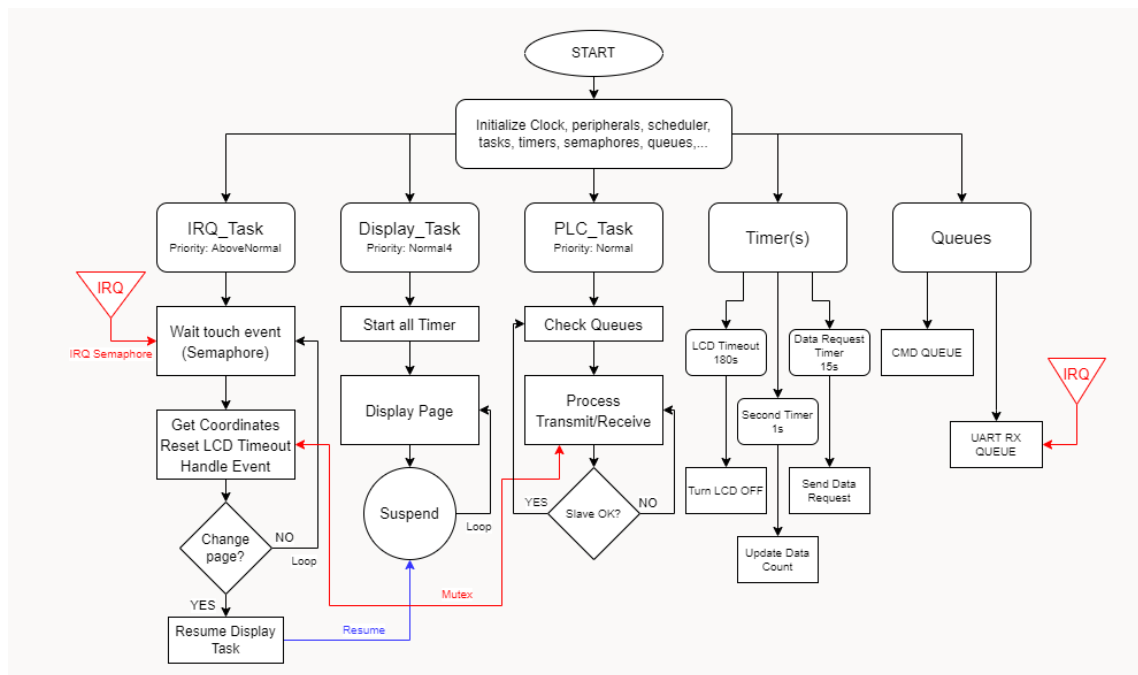 START
Initialize Clock, peripherals, scheduler,
tasks, timers, semaphores, queues,...
IRQ_Task
Priority: AboveNormal
Display_Task
Priority: Normal4
PLC_Task
Priority: Normal
Timer(s)
Queues
IRQ
IRQ Semaphore
Wait touch event
(Semaphore)
Get Coordinates
Reset LCD Timeout
Handle Event
Change
page?
NO
Loop
YES
Resume Display
Task
Resume
Start all Timer
Display Page
Suspend
Loop
Mutex
Check Queues
Process
Transmit/Receive
Slave OK?
YES
NO
LCD Timeout
180s
Turn LCD OFF
Second Timer
1s
Update Data
Count
Data Request
Timer
15s
Send Data
Request
CMD QUEUE
UART RX
QUEUE
IRQ